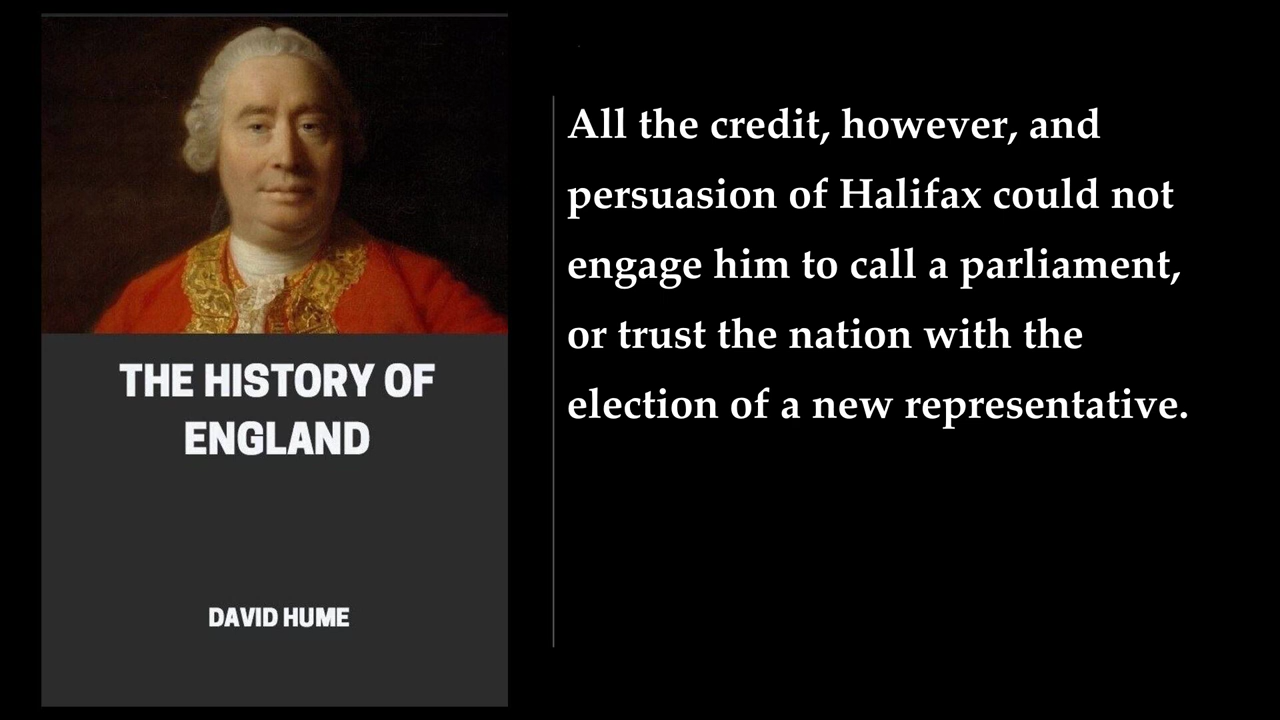 THE HISTORY OF
ENGLAND
DAVID HUME
All the credit, however, and
persuasion of Halifax could not
engage him to call a parliament,
or trust the nation with the
election of a new representative.